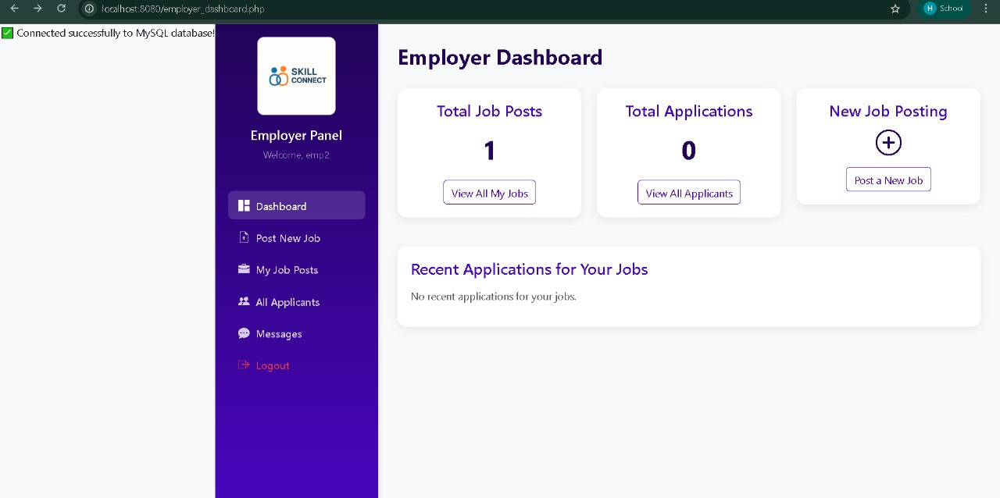 localhost:8080/employer_dashboard.php
H School
✅ Connected successfully to MySQL database!
SKILL
CONNECT
Employer Panel
Welcome, emp2
Dashboard
Post New Job
My Job Posts
All Applicants
Messages
Logout
Employer Dashboard
Total Job Posts
1
View All My Jobs
Total Applications
0
View All Applicants
New Job Posting
Post a New Job
Recent Applications for Your Jobs
No recent applications for your jobs.